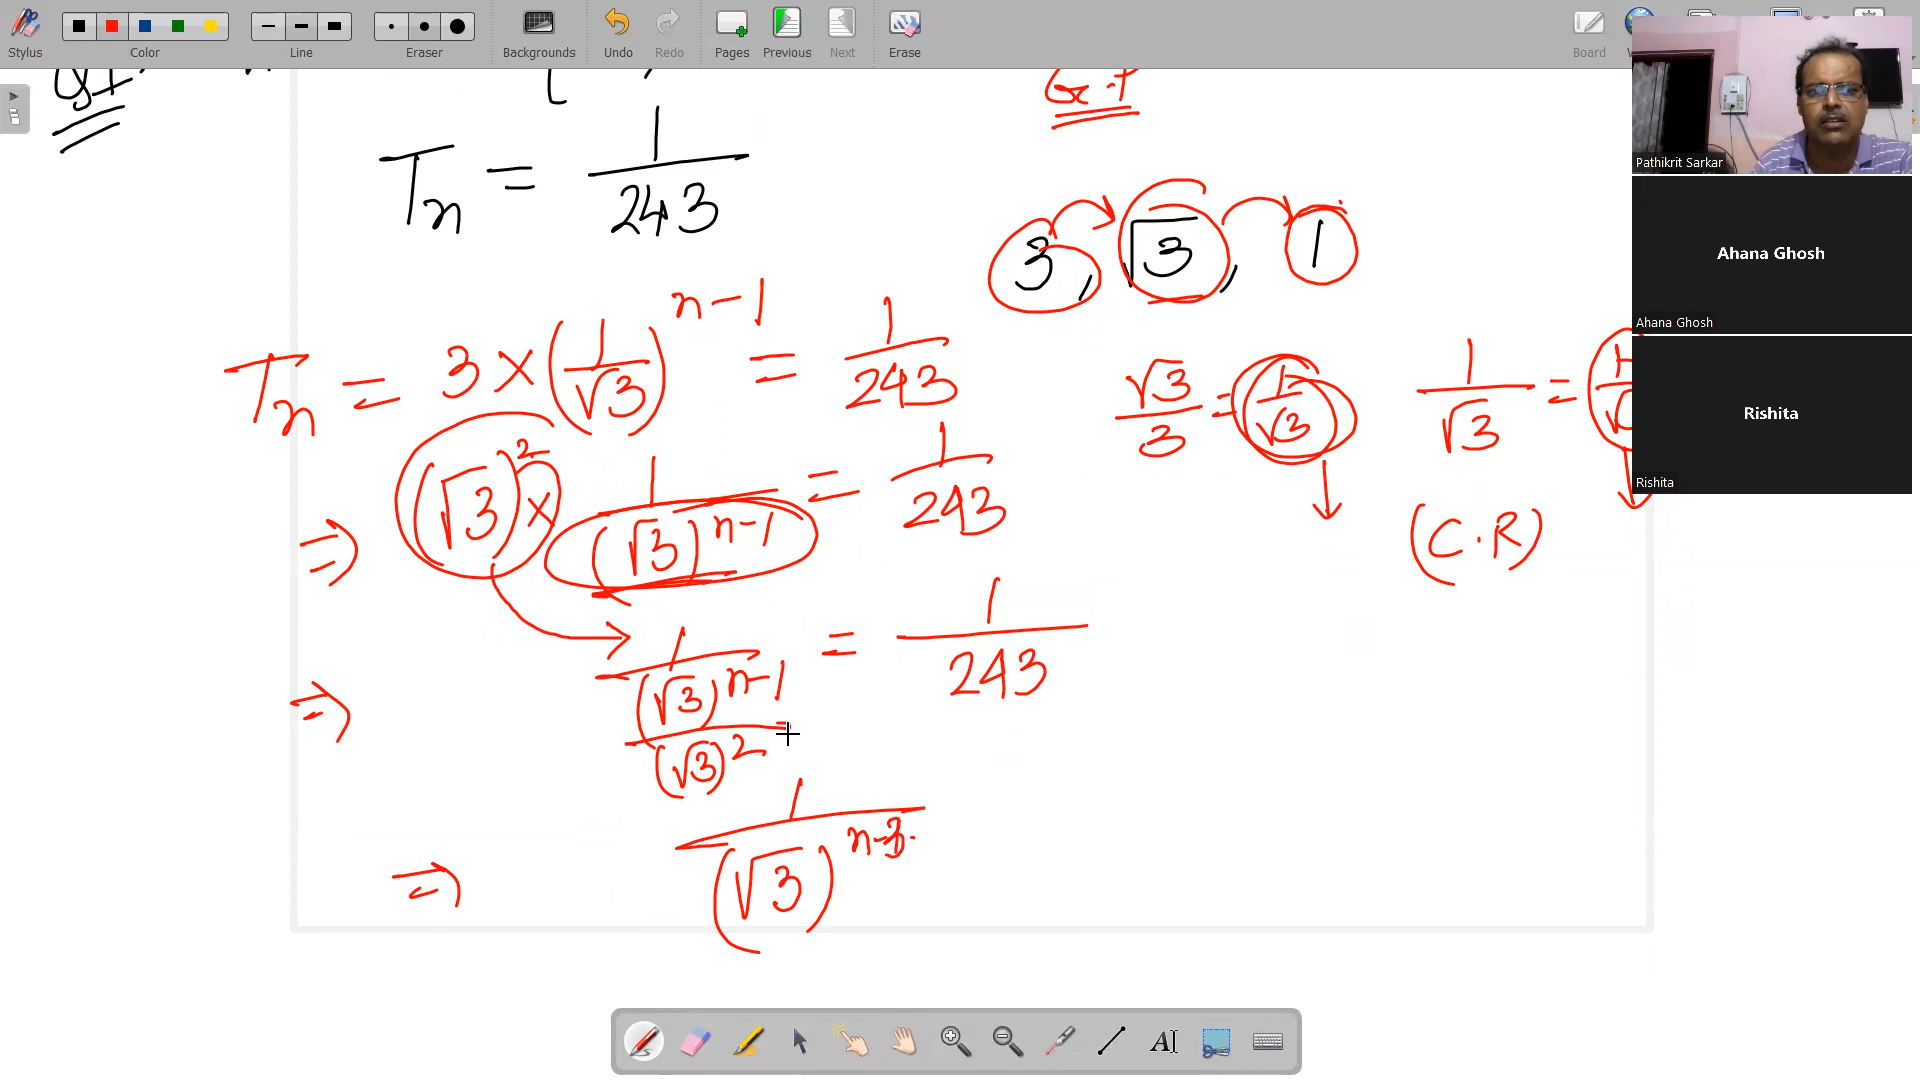 Stylus Color Line Eraser Backgrounds Undo Redo Pages Previous Next Erase Board
G.P
Tn = 1/243
3, √3, 1
Tn = 3 × (1/√3)^n-1 = 1/243
√3/3 = 1/√3
1/√3 =
⇒ (√3)^2 × 1/(√3)^n-1 = 1/243
(C.R)
⇒ 1/((√3)^n-1/(√3)^2) = 1/243
⇒ 1/(√3)^n-3
Pathikrit Sarkar
Ahana Ghosh
Ahana Ghosh
Rishita
Rishita